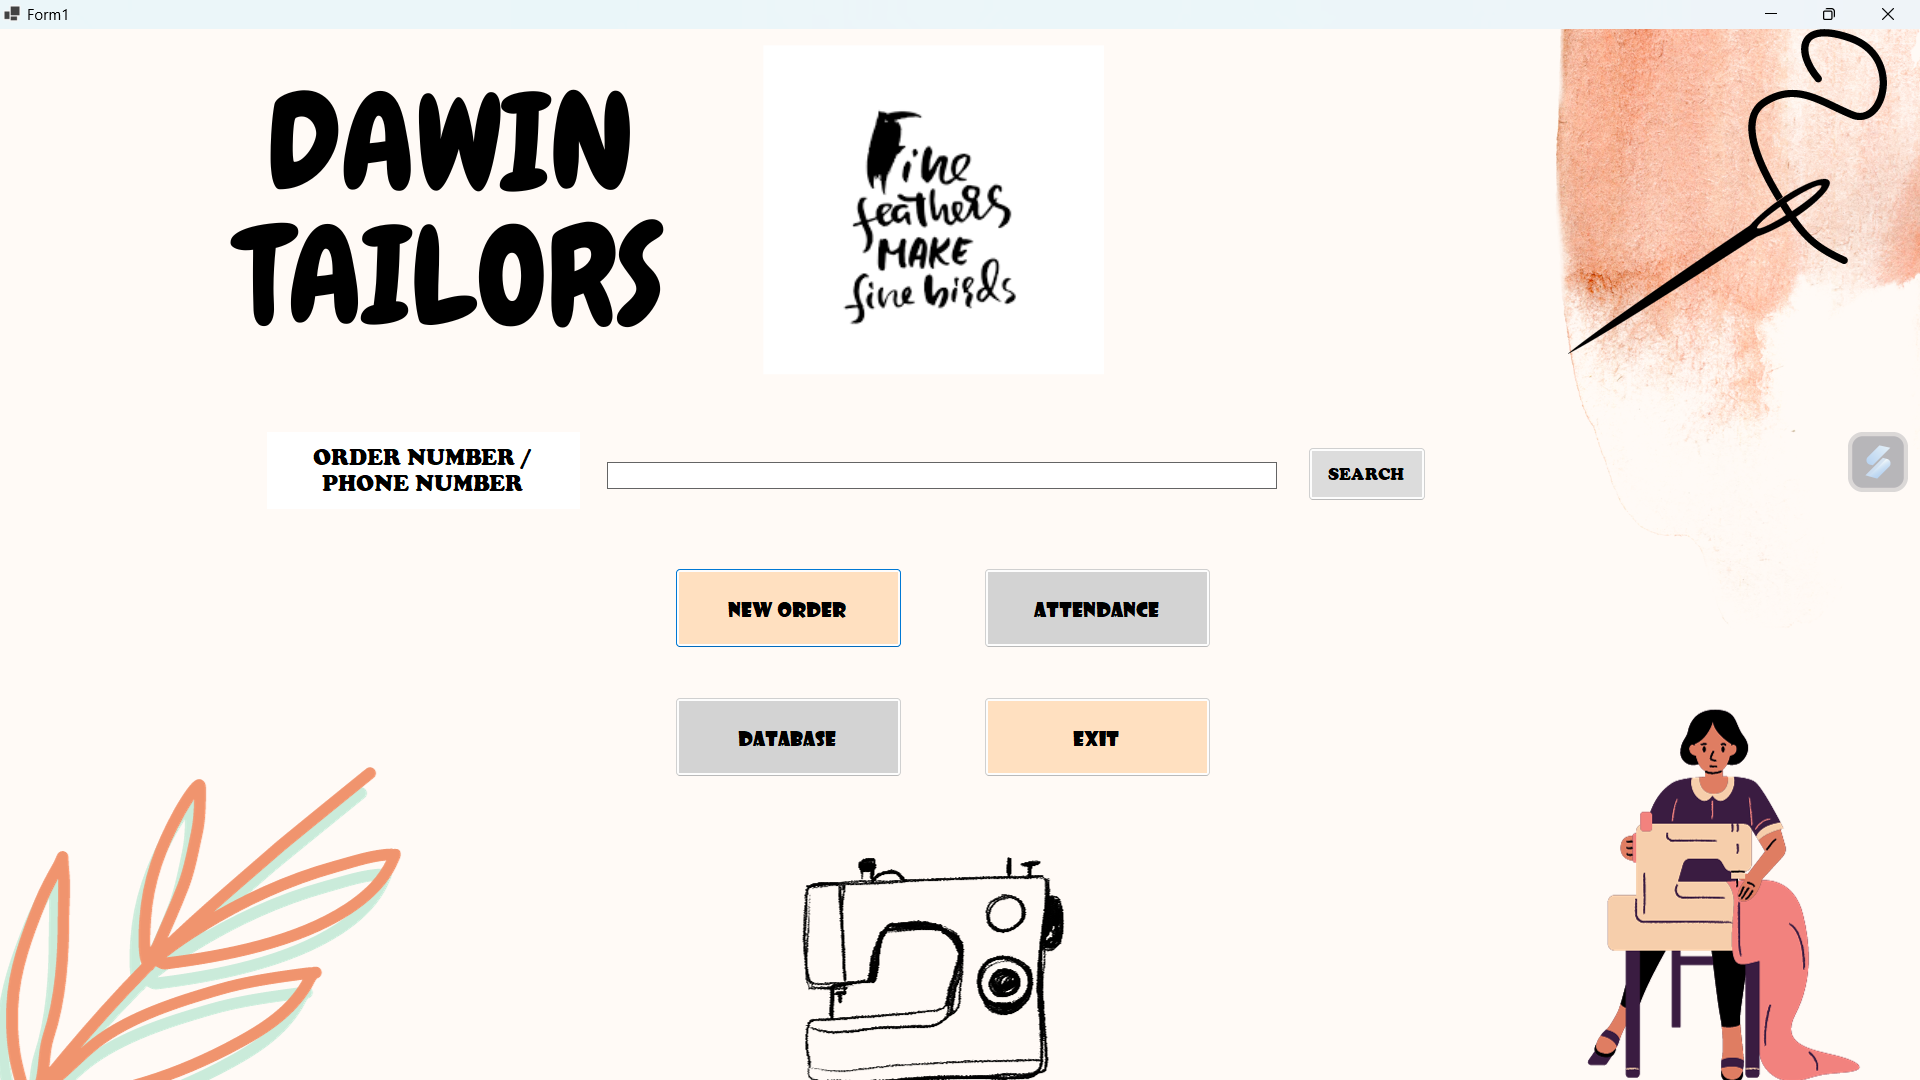 Form1
DAWIN
TAILORS
Fine
feathers
MAKE
fine birds
ORDER NUMBER /
PHONE NUMBER
SEARCH
NEW ORDER
ATTENDANCE
DATABASE
EXIT